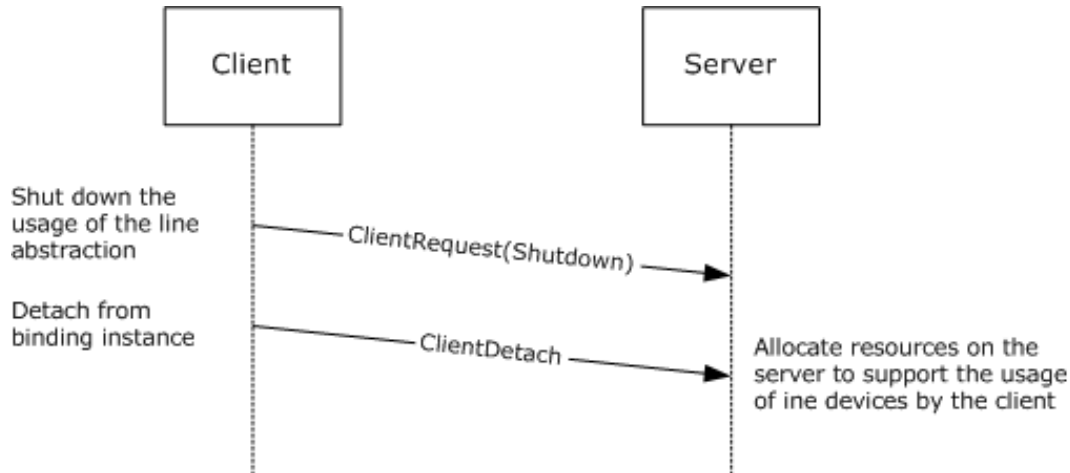 Client
Server
Shut down the
usage of the line
abstraction
ClientRequest(Shutdown)
Detach from
binding instance
ClientDetach
Allocate resources on the
server to support the usage
of ine devices by the client